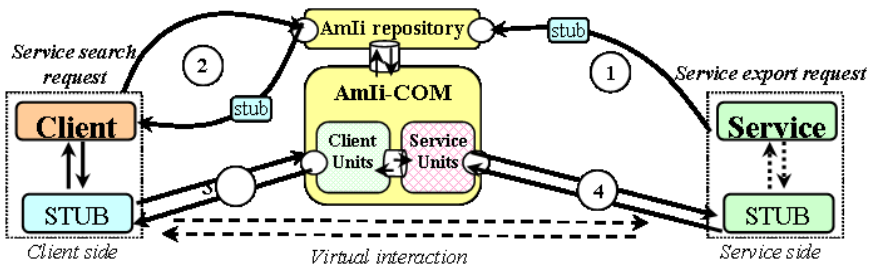 AmIi repository
stub
Service search
request
2
1
Service export request
stub
AmIi-COM
Client
Service
Client
Units
Service
Units
4
STUB
STUB
Client side
Virtual interaction
Service side